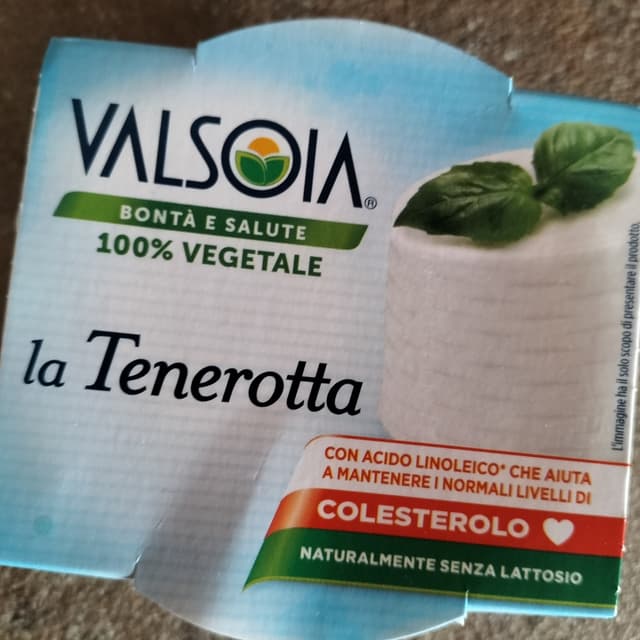 VALSOIA®
BONTÀ E SALUTE
100% VEGETALE
la Tenerotta
CON ACIDO LINOLEICO* CHE AIUTA
A MANTENERE I NORMALI LIVELLI DI
COLESTEROLO
NATURALMENTE SENZA LATTOSIO
L'immagine ha il solo scopo di presentare il prodotto.